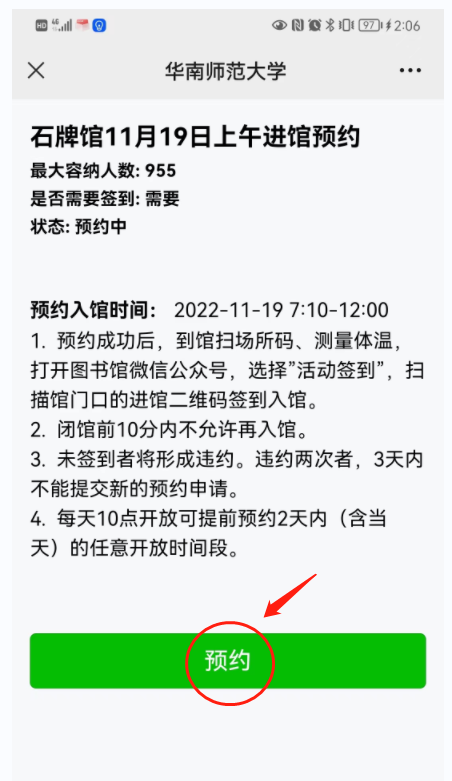 HD 4G 97 2:06
华南师范大学
石牌馆11月19日上午进馆预约
最大容纳人数: 955
是否需要签到: 需要
状态: 预约中
预约入馆时间： 2022-11-19 7:10-12:00
1. 预约成功后，到馆扫场所码、测量体温，
打开图书馆微信公众号，选择”活动签到”，扫
描馆门口的进馆二维码签到入馆。
2. 闭馆前10分内不允许再入馆。
3. 未签到者将形成违约。违约两次者，3天内
不能提交新的预约申请。
4. 每天10点开放可提前预约2天内（含当
天）的任意开放时间段。
预约